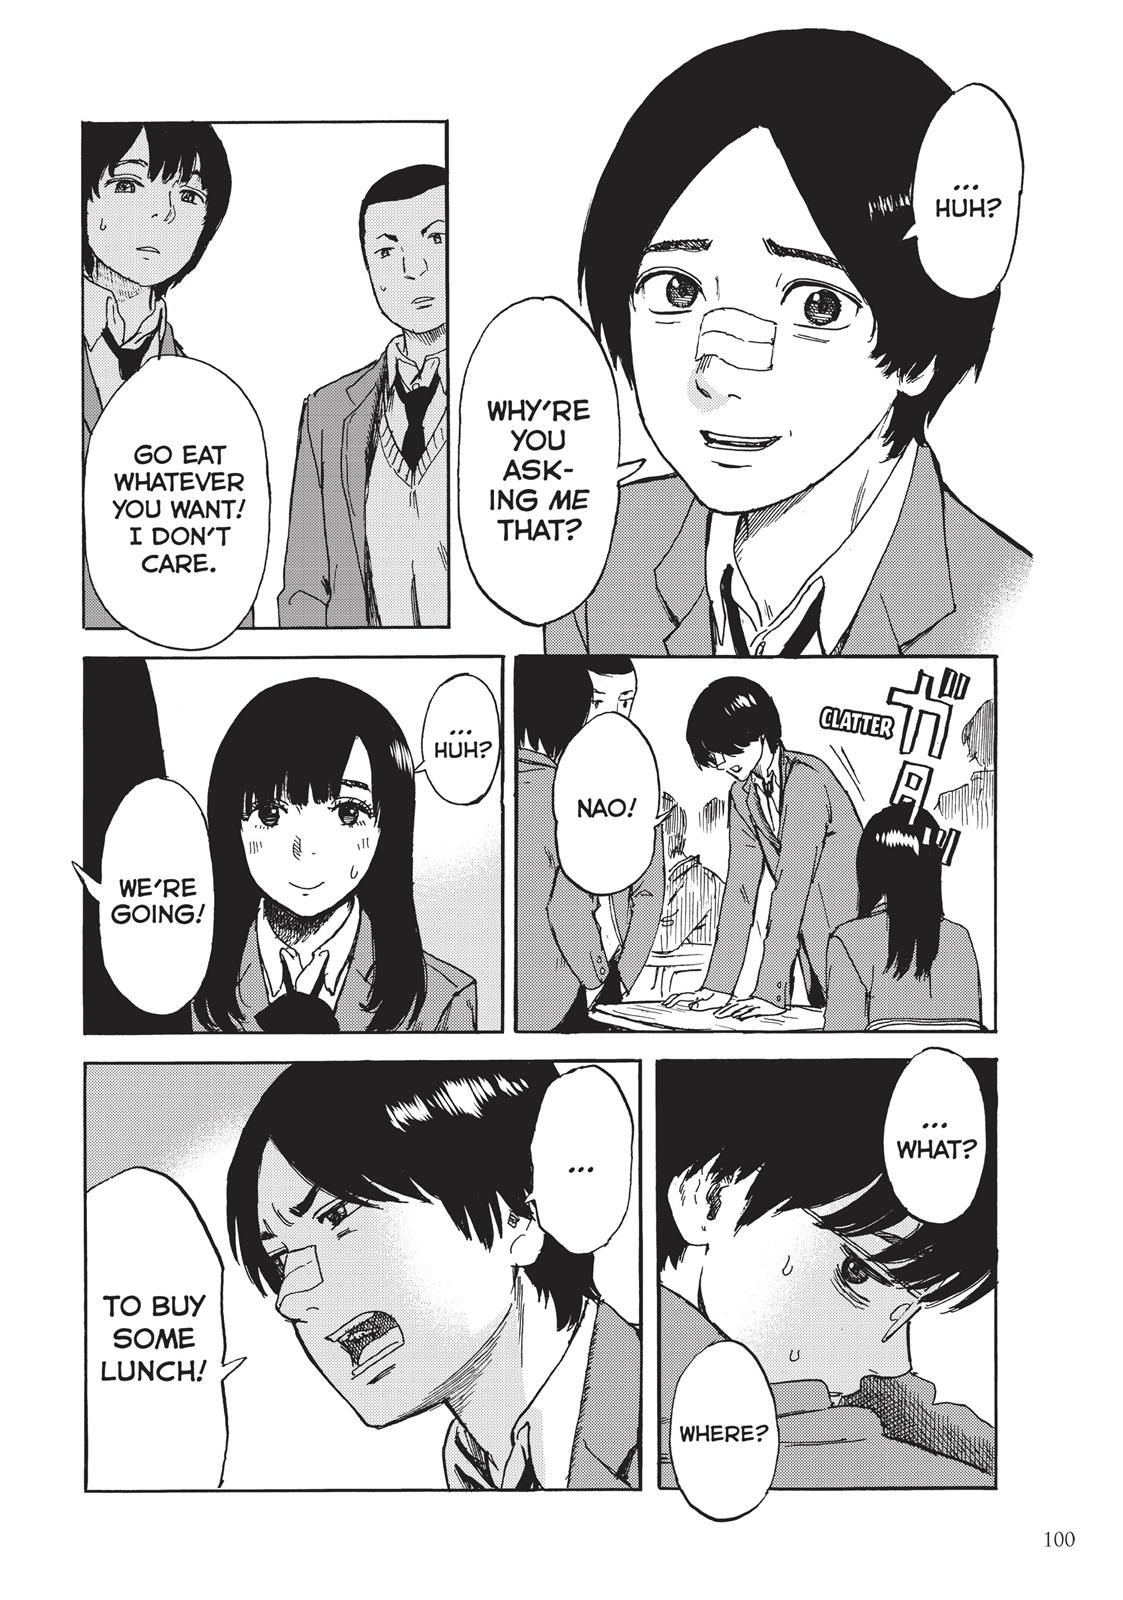 ...
HUH?
WHY'RE
YOU
ASK-
ING ME
THAT?
GO EAT
WHATEVER
YOU WANT!
I DON'T
CARE.
ガタッ
CLATTER
NAO!
...
HUH?
WE'RE
GOING!
...
WHAT?
WHERE?
...
TO BUY
SOME
LUNCH!
100